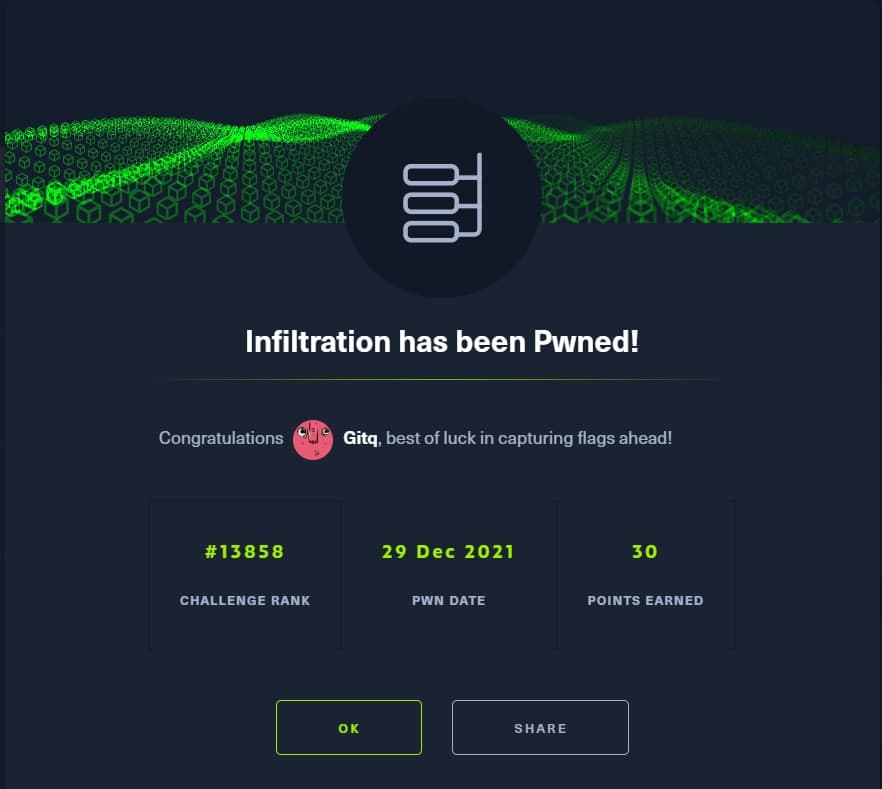 Infiltration has been Pwned!
Congratulations Gitq, best of luck in capturing flags ahead!
#13858 29 Dec 2021 30
CHALLENGE RANK PWN DATE POINTS EARNED
OK SHARE